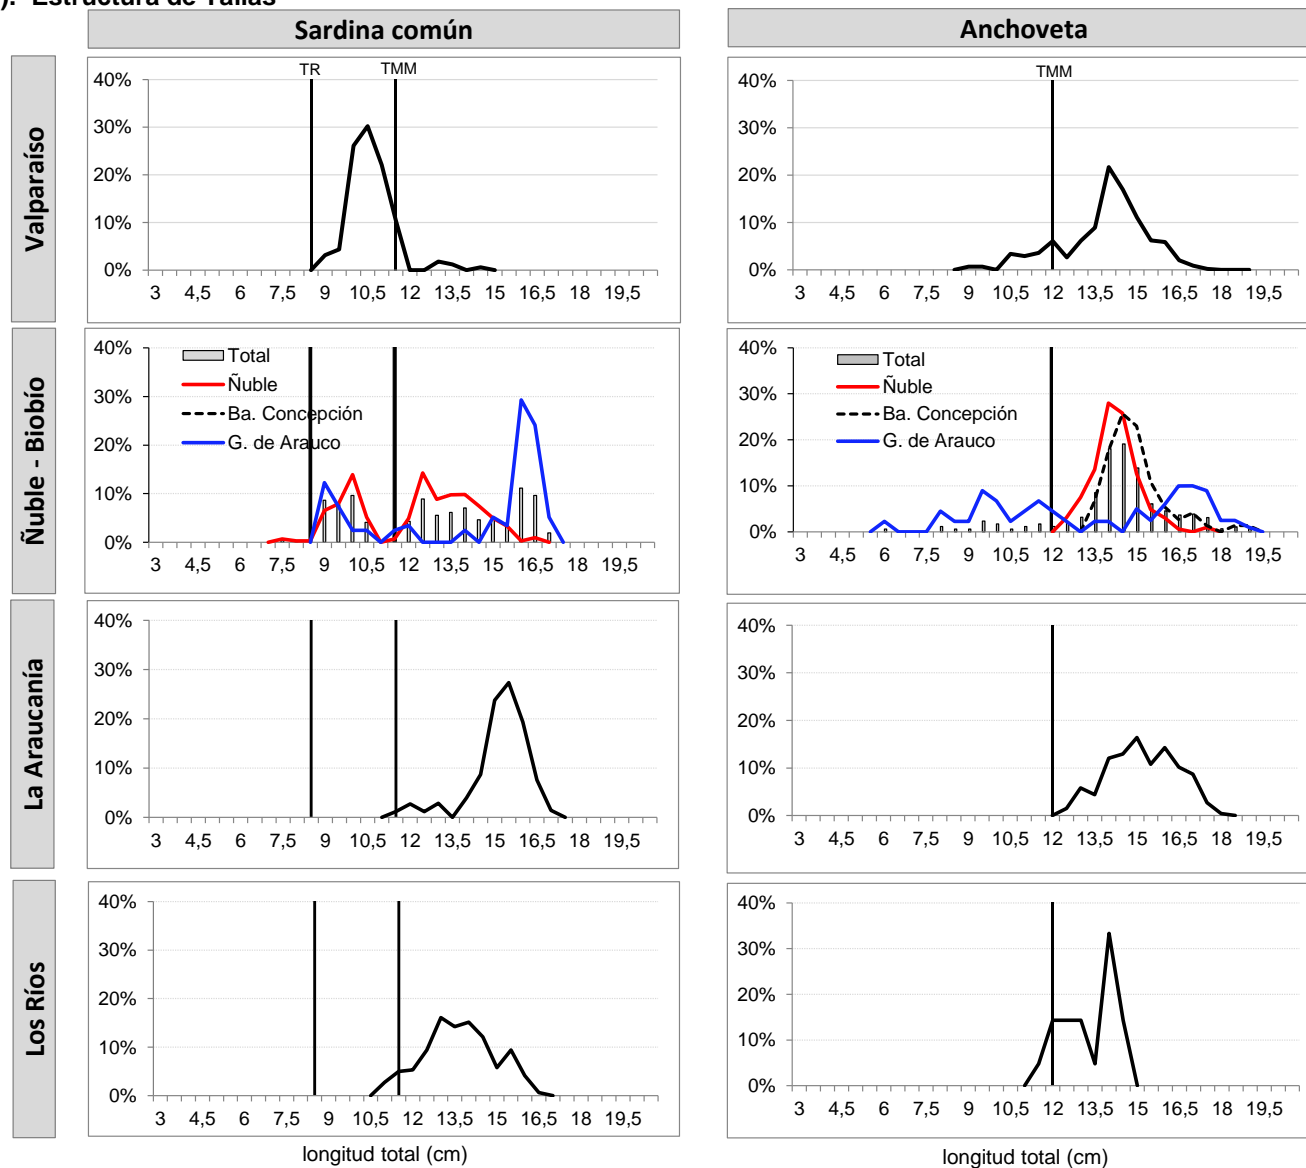 ). Estructura de Tallas
Sardina común
Anchoveta
Valparaíso
TR
TMM
40%
30%
20%
10%
0%
3 4,5 6 7,5 9 10,5 12 13,5 15 16,5 18 19,5
TMM
40%
30%
20%
10%
0%
3 4,5 6 7,5 9 10,5 12 13,5 15 16,5 18 19,5
Ñuble - Biobío
40%
30%
20%
10%
0%
Total
Ñuble
Ba. Concepción
G. de Arauco
3 4,5 6 7,5 9 10,5 12 13,5 15 16,5 18 19,5
40%
30%
20%
10%
0%
Total
Ñuble
Ba. Concepción
G. de Arauco
3 4,5 6 7,5 9 10,5 12 13,5 15 16,5 18 19,5
La Araucanía
40%
30%
20%
10%
0%
3 4,5 6 7,5 9 10,5 12 13,5 15 16,5 18 19,5
40%
30%
20%
10%
0%
3 4,5 6 7,5 9 10,5 12 13,5 15 16,5 18 19,5
Los Ríos
40%
30%
20%
10%
0%
3 4,5 6 7,5 9 10,5 12 13,5 15 16,5 18 19,5
longitud total (cm)
40%
30%
20%
10%
0%
3 4,5 6 7,5 9 10,5 12 13,5 15 16,5 18 19,5
longitud total (cm)